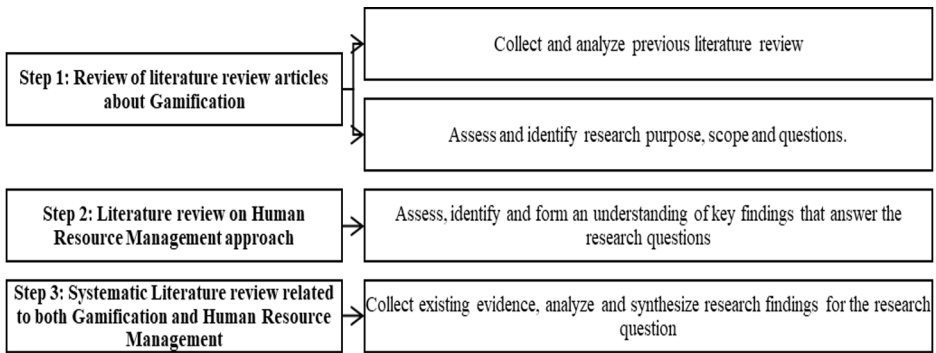 Step 1: Review of literature review articles
about Gamification
Collect and analyze previous literature review
Assess and identify research purpose, scope and questions.
Step 2: Literature review on Human
Resource Management approach
Assess, identify and form an understanding of key findings that answer the
research questions
Step 3: Systematic Literature review related
to both Gamification and Human Resource
Management
Collect existing evidence, analyze and synthesize research findings for the research
question